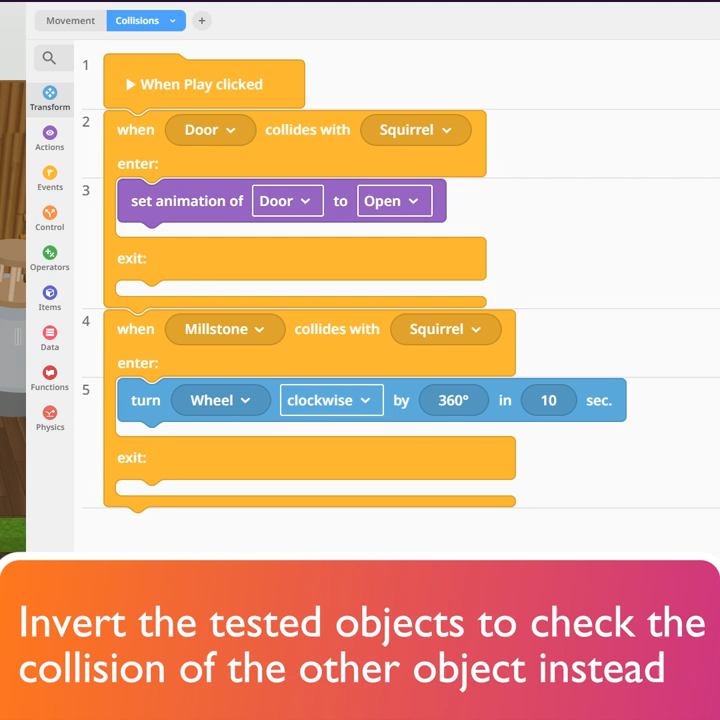 Movement Collisions +
1 When Play clicked
Transform
2 when Door collides with Squirrel
enter:
Actions
3 set animation of Door to Open
Events
Control
exit:
Operators
Items
4 when Millstone collides with Squirrel
Data
enter:
Functions
5 turn Wheel clockwise by 360° in 10 sec.
Physics
exit:
Invert the tested objects to check the
collision of the other object instead